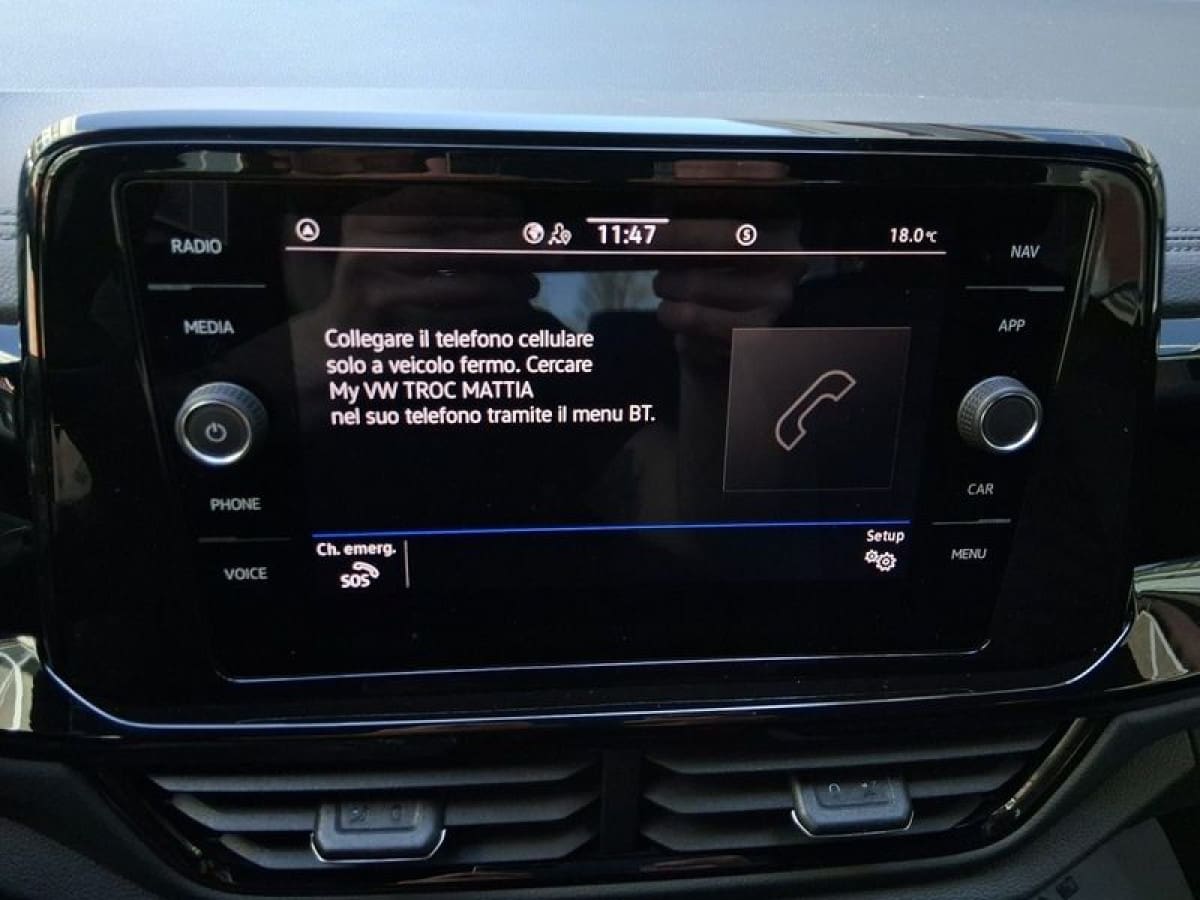 RADIO
11:47
S
18.0°C
NAV
MEDIA
APP
Collegare il telefono cellulare
solo a veicolo fermo. Cercare
My VW TROC MATTIA
nel suo telefono tramite il menu BT.
PHONE
CAR
VOICE
Ch. emerg.
SOS
Setup
MENU